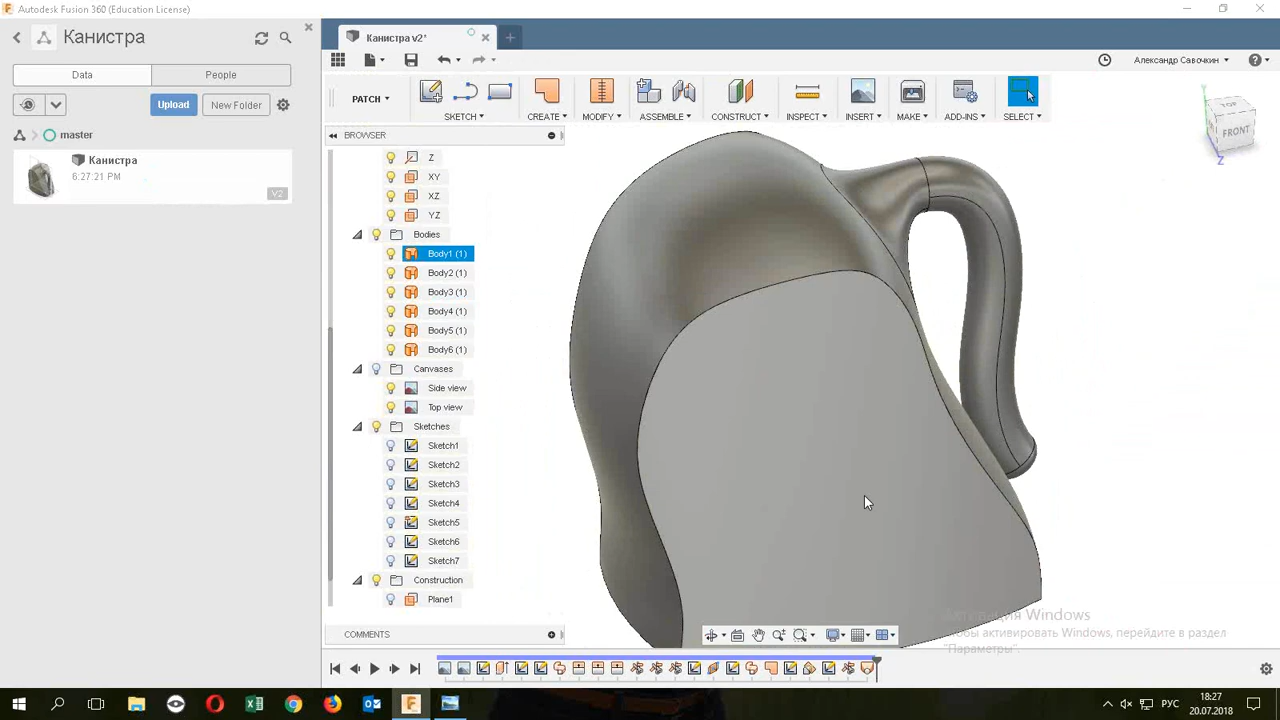 Autodesk Fusion 360 (Education License)
Канистра
Data
People
Upload
New Folder
master
Канистра
6:27:21 PM
V2
Канистра v2*
Александр Савочкин
PATCH
SKETCH
CREATE
MODIFY
ASSEMBLE
CONSTRUCT
INSPECT
INSERT
MAKE
ADD-INS
SELECT
TOP
FRONT
Z
BROWSER
Z
XY
XZ
YZ
Bodies
Body1 (1)
Body2 (1)
Body3 (1)
Body4 (1)
Body5 (1)
Body6 (1)
Canvases
Side view
Top view
Sketches
Sketch1
Sketch2
Sketch3
Sketch4
Sketch5
Sketch6
Sketch7
Construction
Plane1
COMMENTS
Активация Windows
Чтобы активировать Windows, перейдите в раздел
"Параметры".
РУС
18:27
20.07.2018